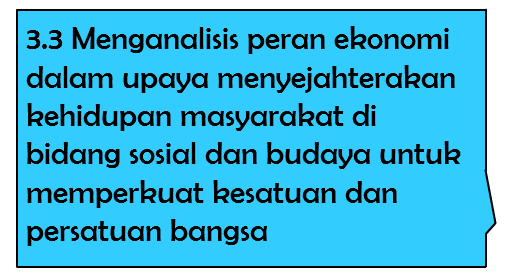 3.3 Menganalisis peran ekonomi
dalam upaya menyejahterakan
kehidupan masyarakat di
bidang sosial dan budaya untuk
memperkuat kesatuan dan
persatuan bangsa